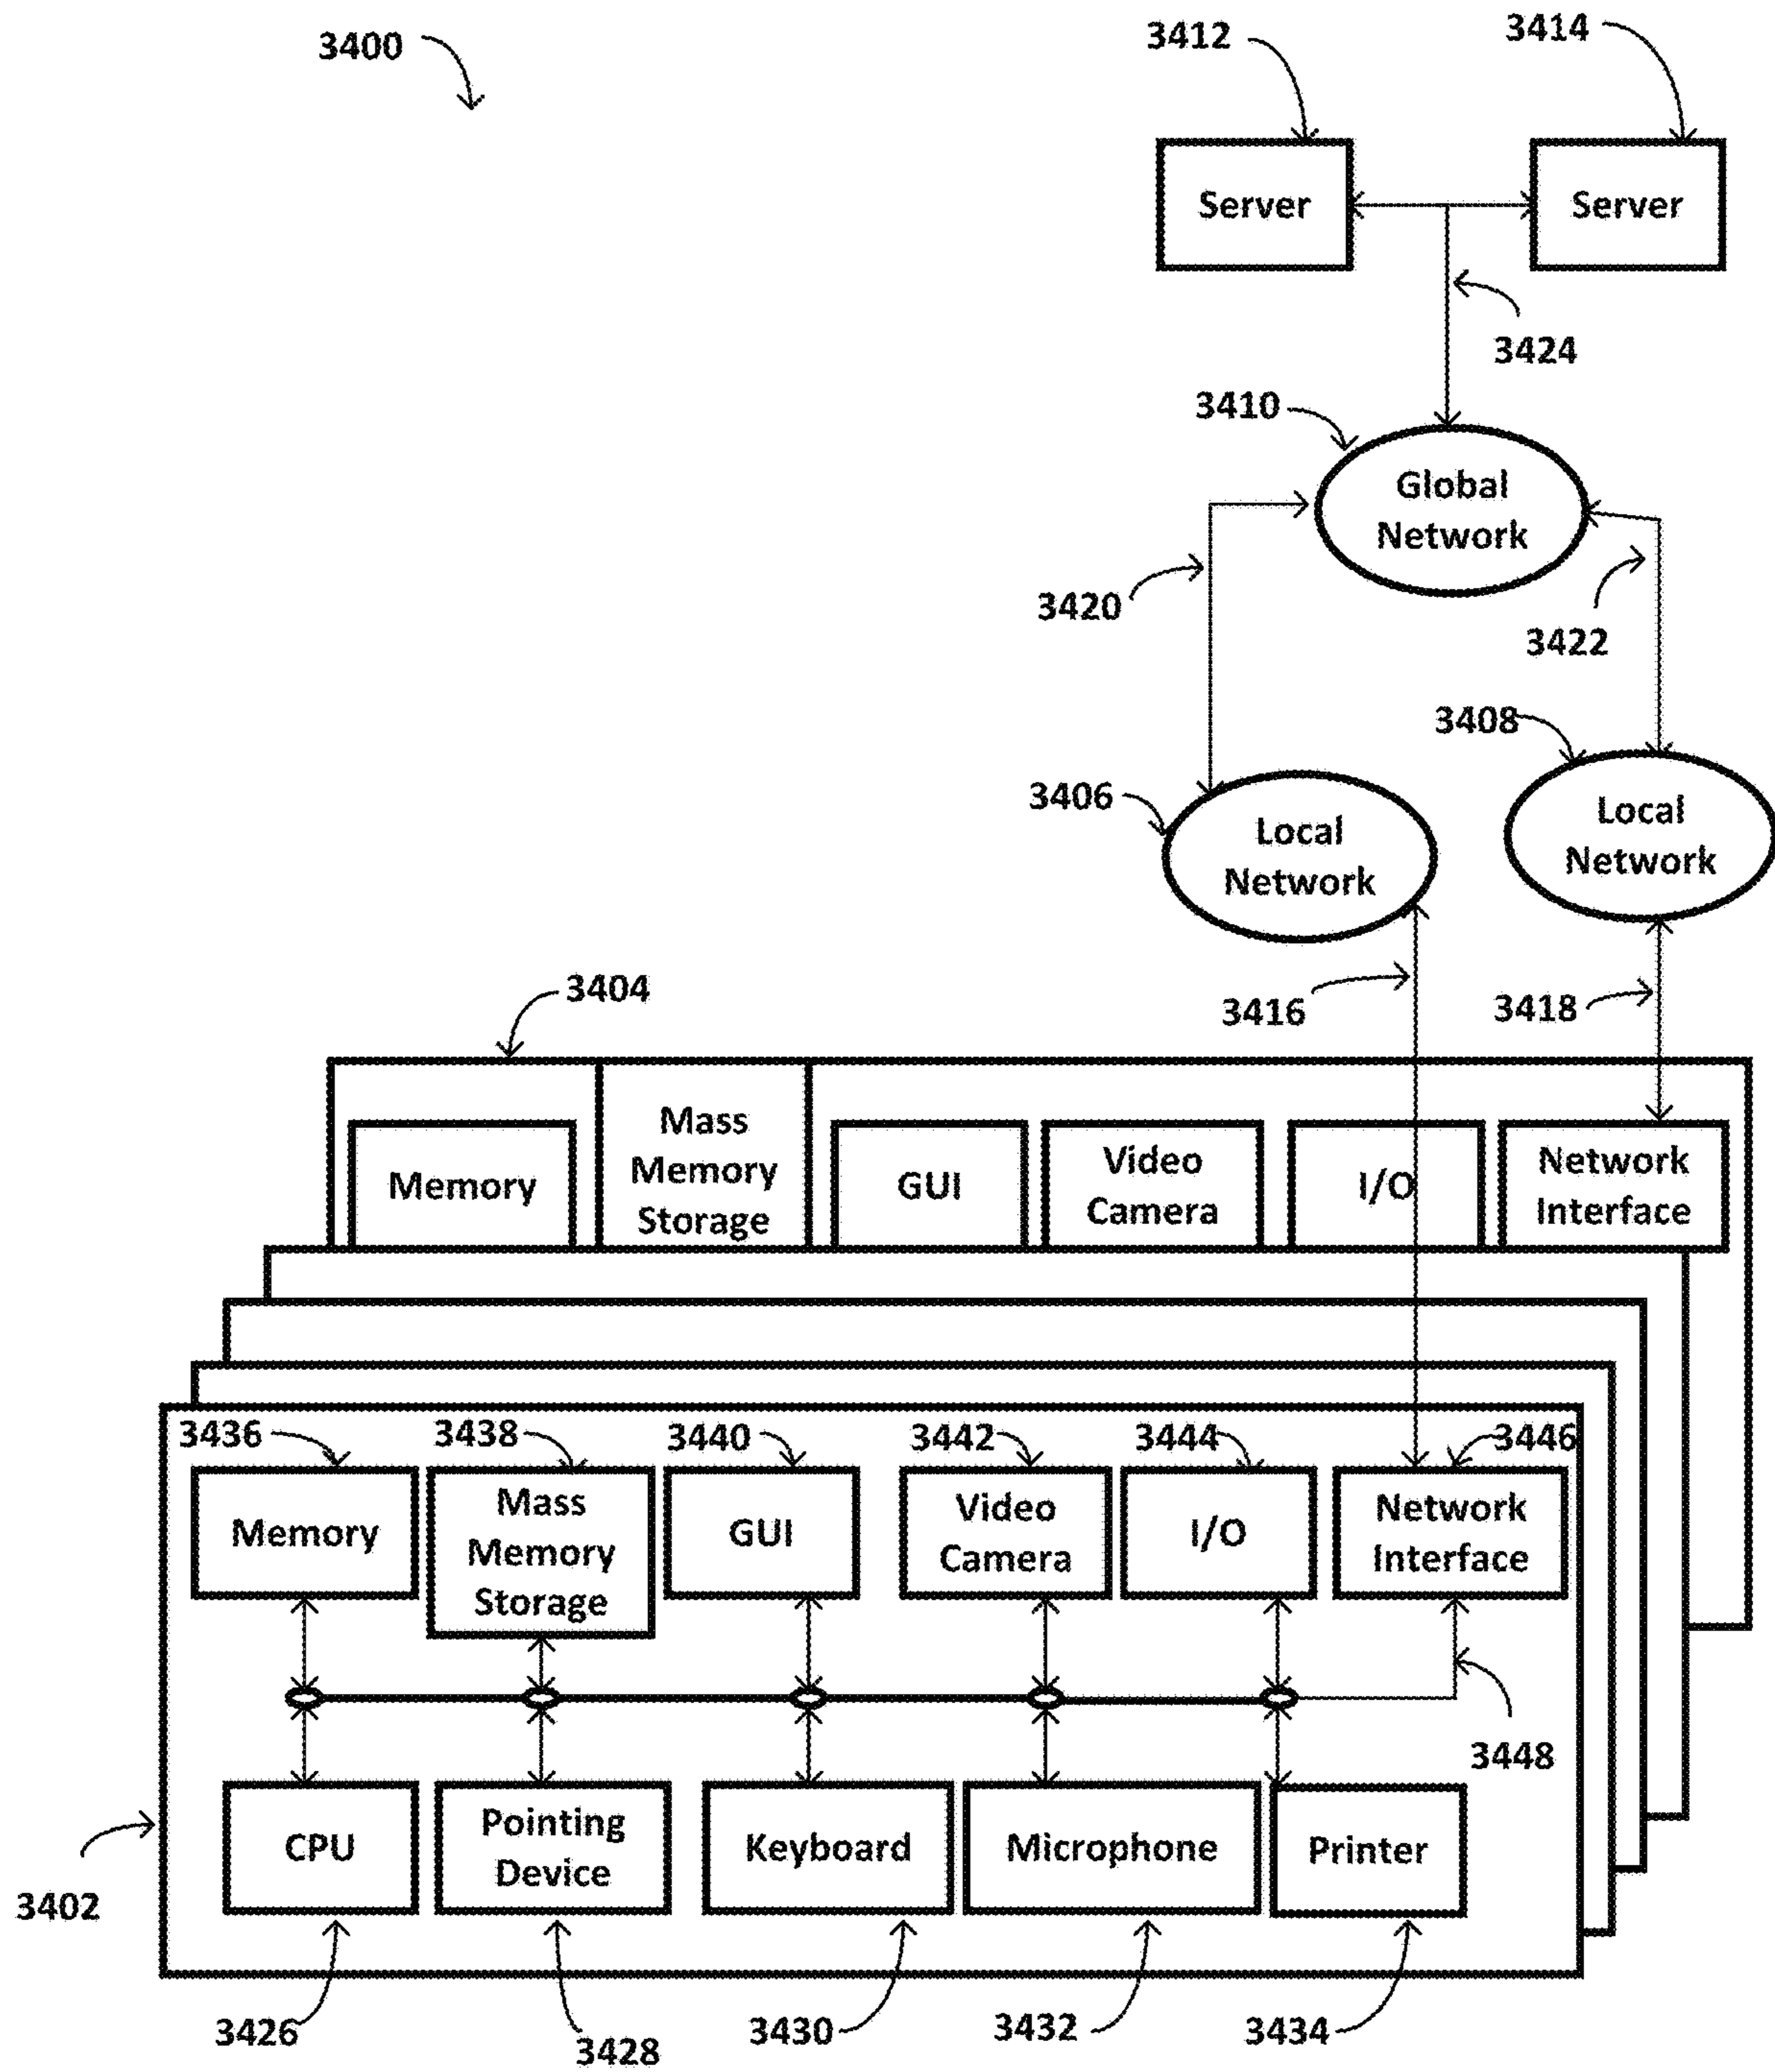 3400
3412
3414
Server
Server
3424
3410
Global
Network
3420
3422
3408
3406
Local
Network
Local
Network
3404
3416
3418
Memory
Mass
Memory
Storage
GUI
Video
Camera
I/O
Network
Interface
3436
3438
3440
3442
3444
3446
Memory
Mass
Memory
Storage
GUI
Video
Camera
I/O
Network
Interface
3448
CPU
Pointing
Device
Keyboard
Microphone
Printer
3402
3426
3428
3430
3432
3434